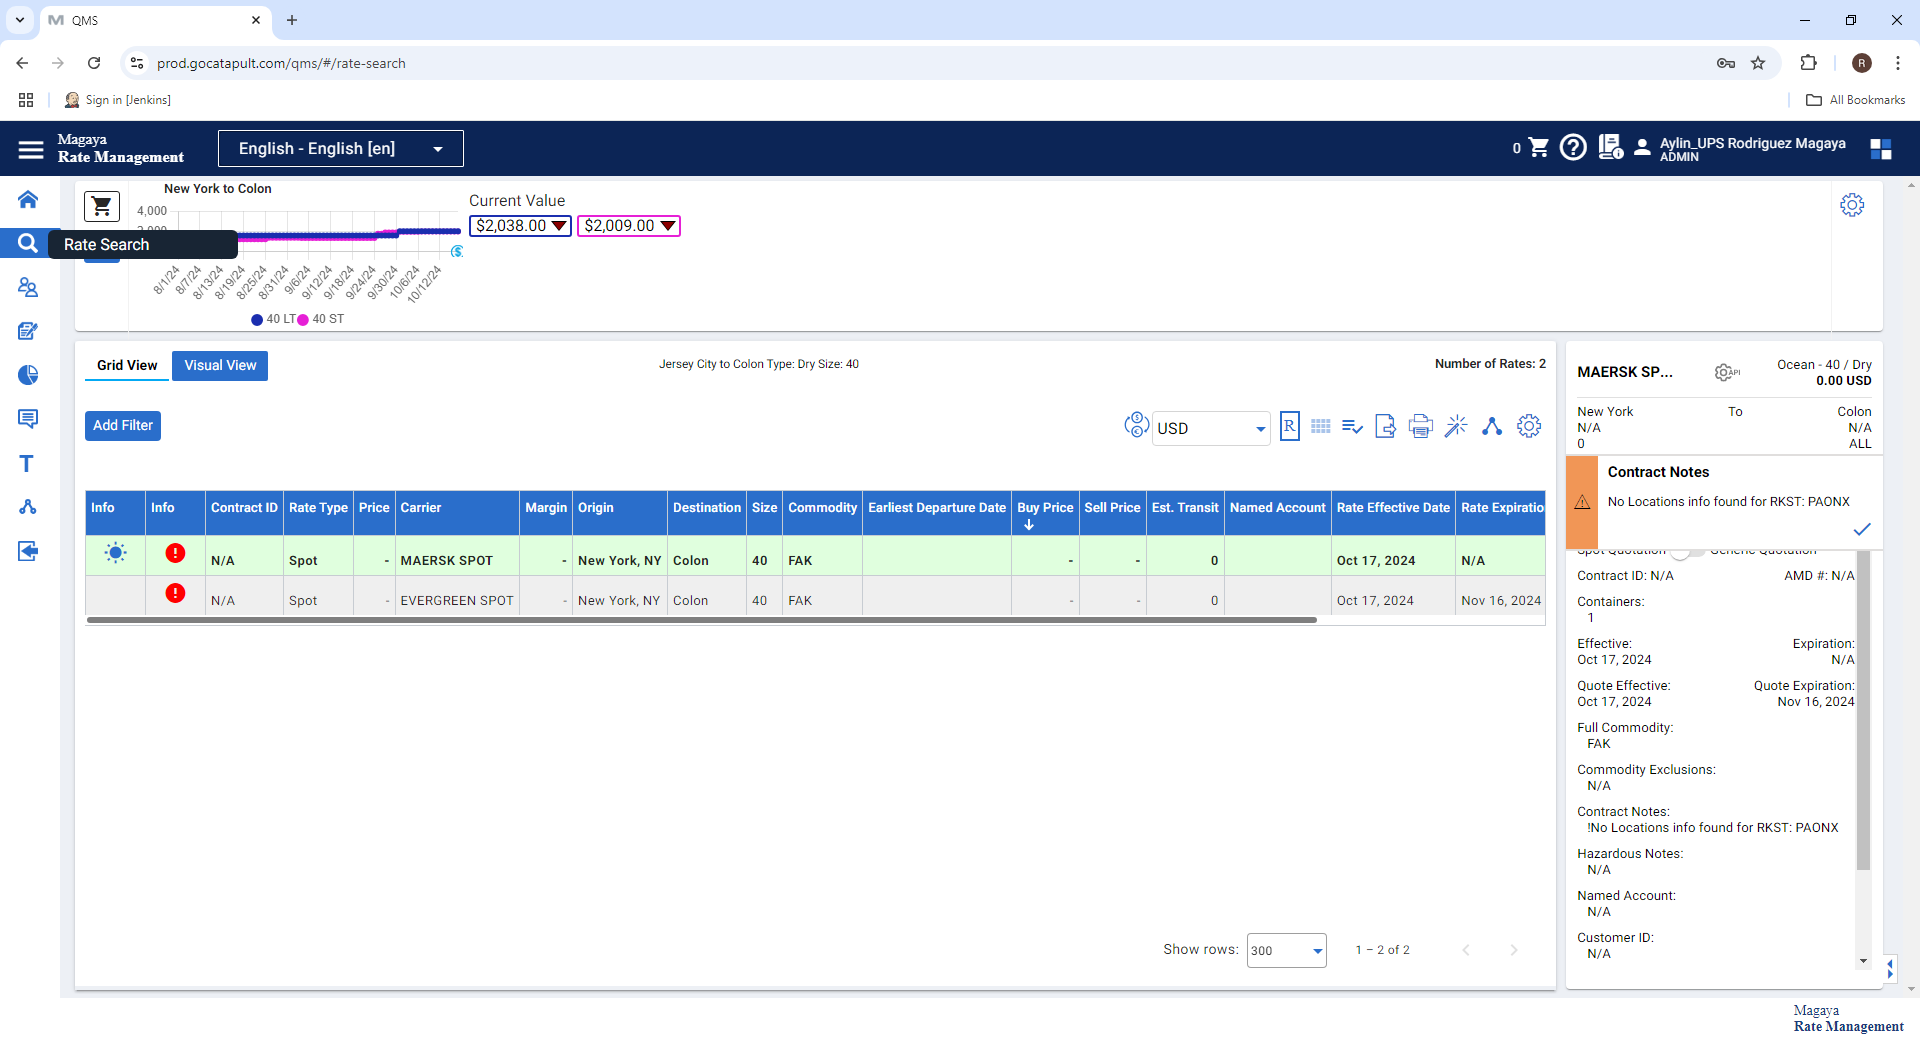 QMS
prod.gocatapult.com/qms/#/rate-search
R
Sign in [Jenkins]
All Bookmarks
Magaya
Rate Management
English - English [en]
0
Aylin_UPS Rodriguez Magaya
ADMIN
Rate Search
New York to Colon
4,000
8/1/24
8/7/24
8/13/24
8/19/24
8/25/24
8/31/24
9/6/24
9/12/24
9/18/24
9/24/24
9/30/24
10/6/24
10/12/24
40 LT
40 ST
Current Value
$2,038.00
$2,009.00
Grid View
Visual View
Jersey City to Colon Type: Dry Size: 40
Number of Rates: 2
Add Filter
USD
R
Info Info Contract ID Rate Type Price Carrier Margin Origin Destination Size Commodity Earliest Departure Date Buy Price Sell Price Est. Transit Named Account Rate Effective Date Rate Expiratio
N/A Spot - MAERSK SPOT - New York, NY Colon 40 FAK - - 0 Oct 17, 2024 N/A
N/A Spot - EVERGREEN SPOT - New York, NY Colon 40 FAK - - 0 Oct 17, 2024 Nov 16, 2024
Show rows: 300 1 – 2 of 2
MAERSK SP...
API
Ocean - 40 / Dry
0.00 USD
New York To Colon
N/A N/A
0 ALL
Contract Notes
No Locations info found for RKST: PAONX
Spot Quotation Generic Quotation
Contract ID: N/A AMD #: N/A
Containers:
1
Effective: Expiration:
Oct 17, 2024 N/A
Quote Effective: Quote Expiration:
Oct 17, 2024 Nov 16, 2024
Full Commodity:
FAK
Commodity Exclusions:
N/A
Contract Notes:
!No Locations info found for RKST: PAONX
Hazardous Notes:
N/A
Named Account:
N/A
Customer ID:
N/A
Magaya
Rate Management